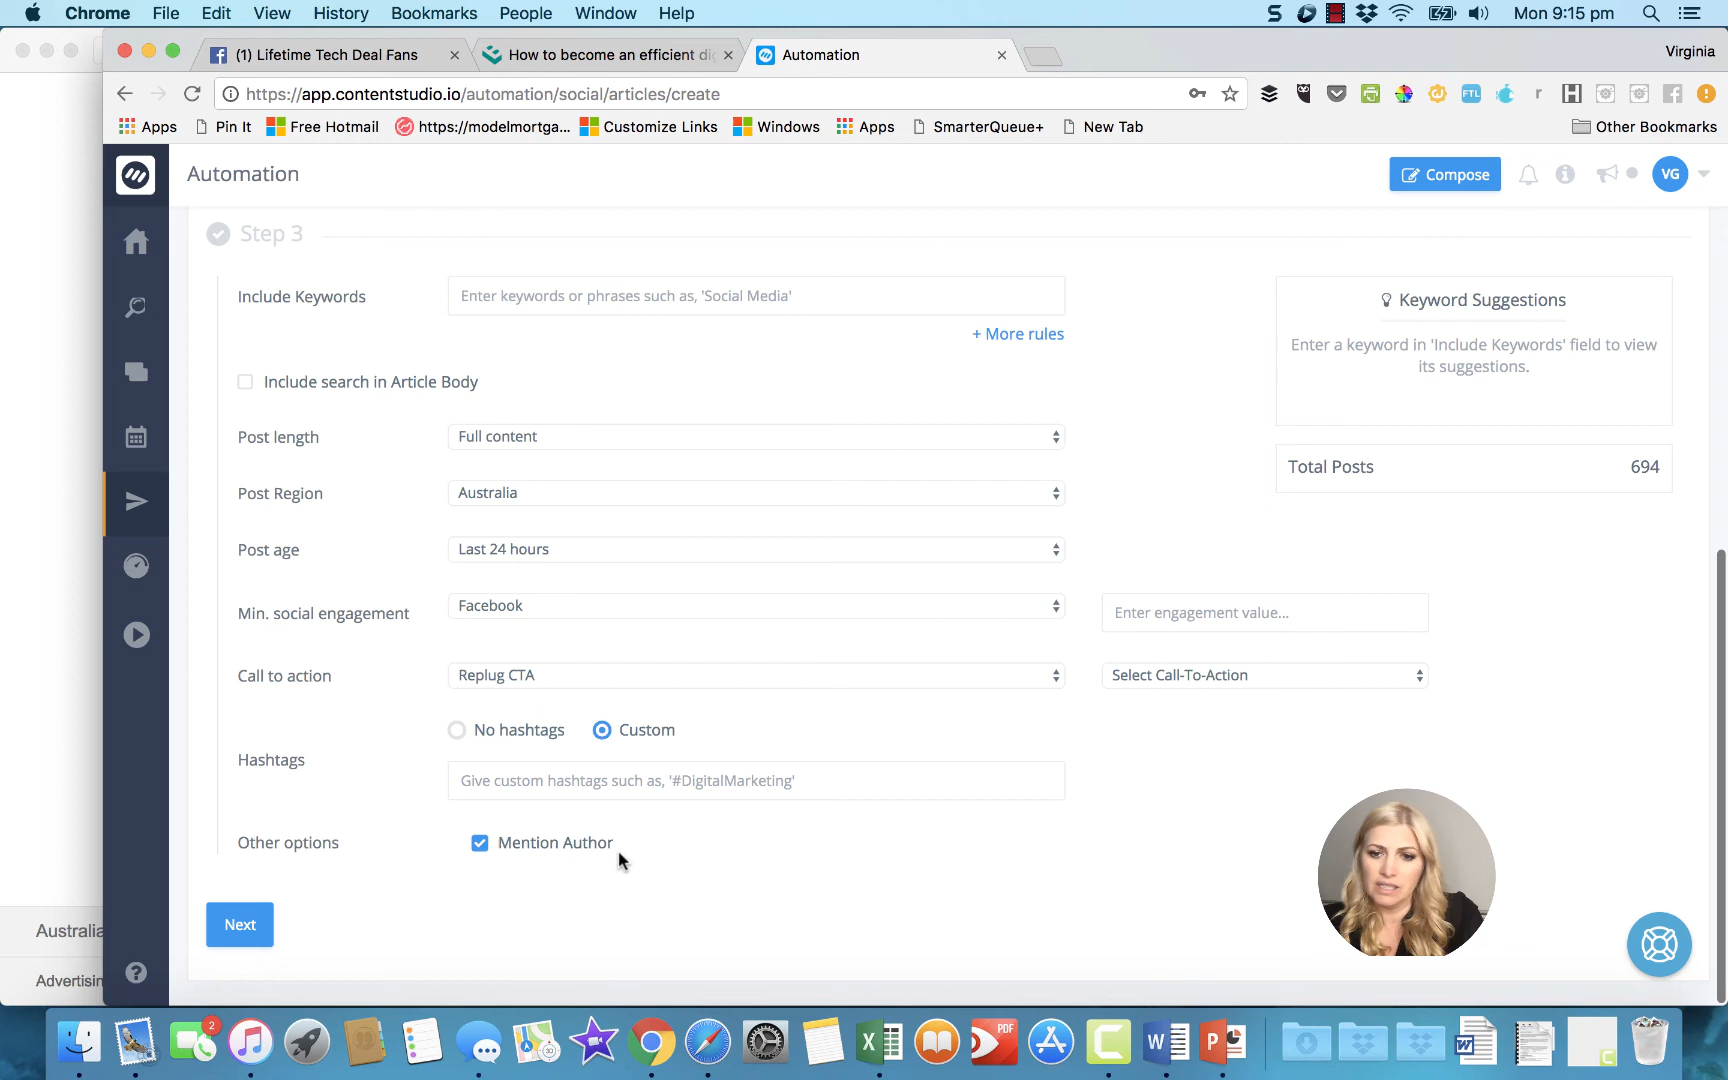 Chrome File Edit View History Bookmarks People Window Help Mon 9:15 pm
(1) Lifetime Tech Deal Fans How to become an efficient di Automation Virginia
https://app.contentstudio.io/automation/social/articles/create
Apps Pin It Free Hotmail https://modelmortga... Customize Links Windows Apps SmarterQueue+ New Tab Other Bookmarks
Automation Compose VG
Step 3
Include Keywords Enter keywords or phrases such as, 'Social Media'
+ More rules
Keyword Suggestions
Enter a keyword in 'Include Keywords' field to view
its suggestions.
Include search in Article Body
Post length Full content
Total Posts 694
Post Region Australia
Post age Last 24 hours
Min. social engagement Facebook Enter engagement value...
Call to action Replug CTA Select Call-To-Action
No hashtags Custom
Hashtags
Give custom hashtags such as, '#DigitalMarketing'
Other options Mention Author
Next
Australia
Advertisin
2
3D
PDF